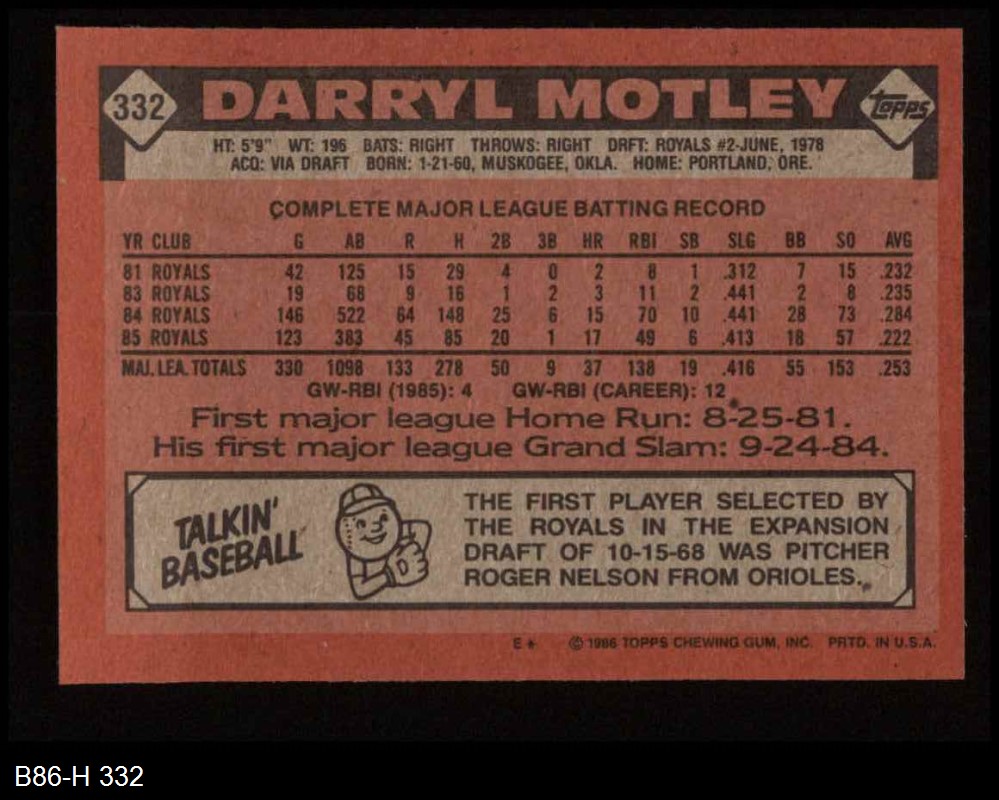 332 DARRYL MOTLEY Topps
HT: 5'9" WT: 196 BATS: RIGHT THROWS: RIGHT DRFT: ROYALS #2-JUNE, 1978
ACQ: VIA DRAFT BORN: 1-21-60, MUSKOGEE, OKLA. HOME: PORTLAND, ORE.
COMPLETE MAJOR LEAGUE BATTING RECORD
YR CLUB G AB R H 2B 3B HR RBI SB SLG BB SO AVG
81 ROYALS 42 125 15 29 4 0 2 8 1 .312 7 15 .232
83 ROYALS 19 68 9 16 1 2 3 11 2 .441 2 8 .235
84 ROYALS 146 522 64 148 25 6 15 70 10 .441 28 73 .284
85 ROYALS 123 383 45 85 20 1 17 49 6 .413 18 57 .222
MAJ. LEA. TOTALS 330 1098 133 278 50 9 37 138 19 .416 55 153 .253
GW-RBI (1985): 4 GW-RBI (CAREER): 12
First major league Home Run: 8-25-81.
His first major league Grand Slam: 9-24-84.
TALKIN'
BASEBALL
THE FIRST PLAYER SELECTED BY
THE ROYALS IN THE EXPANSION
DRAFT OF 10-15-68 WAS PITCHER
ROGER NELSON FROM ORIOLES.
E* © 1986 TOPPS CHEWING GUM, INC. PRTD. IN U.S.A.
B86-H 332